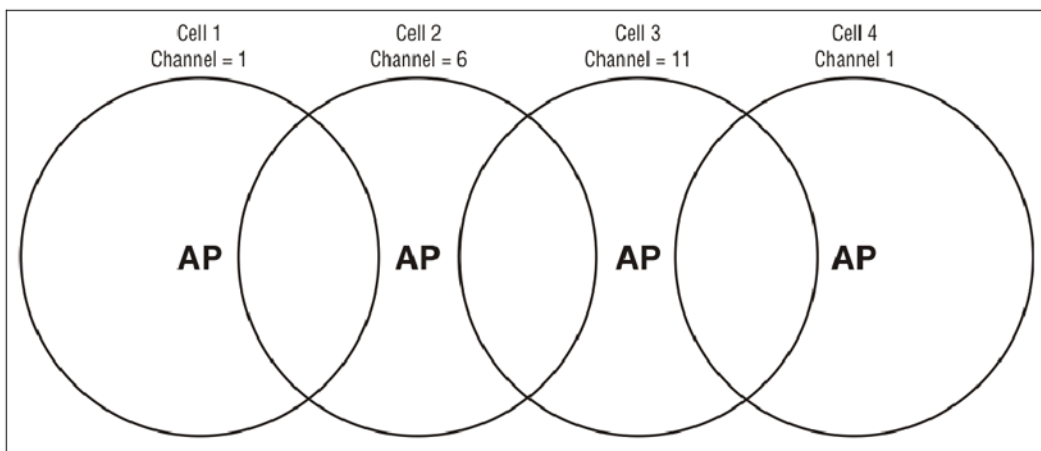 Cell 1
Channel = 1
Cell 2
Channel = 6
Cell 3
Channel = 11
Cell 4
Channel 1
AP
AP
AP
AP